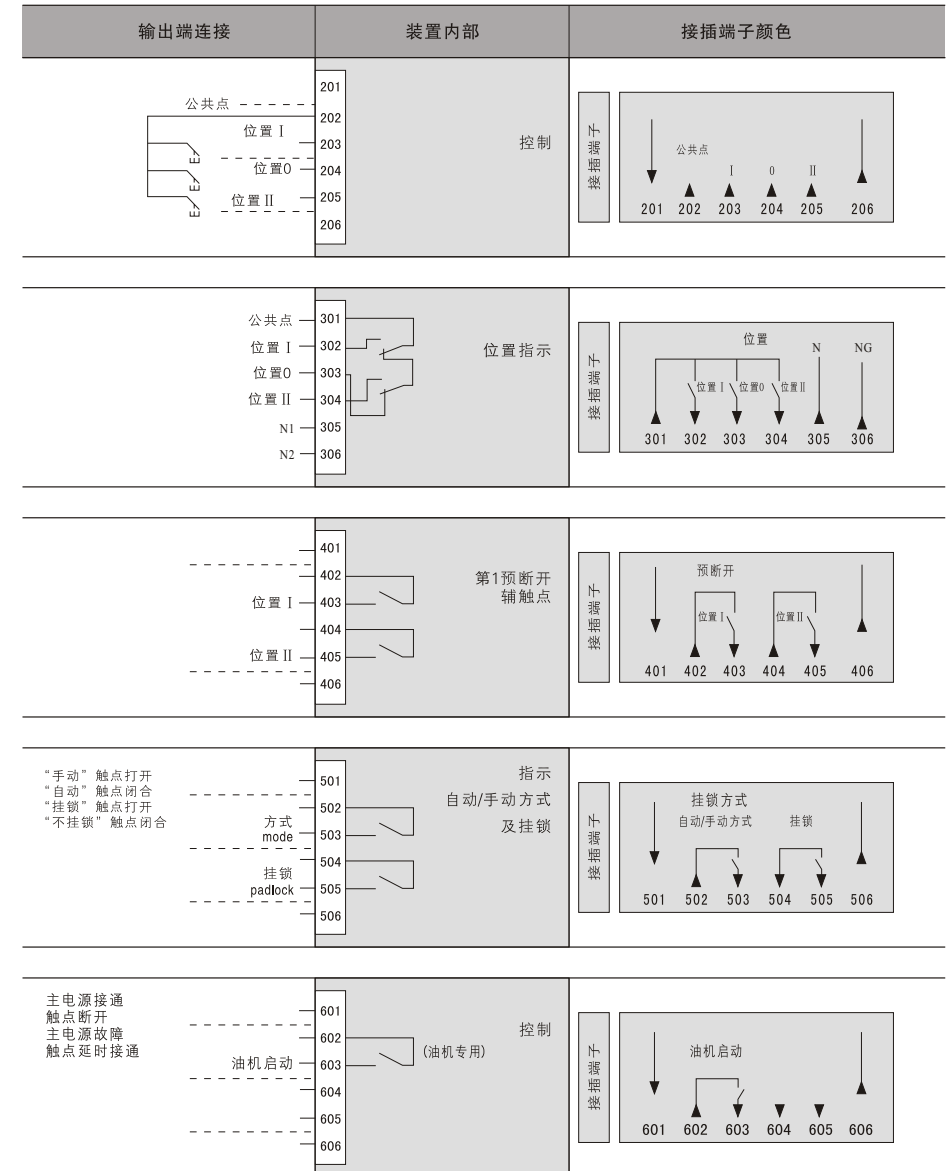 输出端连接 装置内部 接插端子颜色
公共点
位置 I
位置0
位置 II
201
202
203
204
205
206
控制
接插端子
公共点
I 0 II
201 202 203 204 205 206
公共点
位置 I
位置0
位置 II
N1
N2
301
302
303
304
305
306
位置指示
接插端子
位置 N NG
位置 I 位置0 位置 II
301 302 303 304 305 306
位置 I
位置 II
401
402
403
404
405
406
第1预断开
辅触点
接插端子
预断开
位置 I 位置 II
401 402 403 404 405 406
“手动”触点打开
“自动”触点闭合
“挂锁”触点打开
“不挂锁”触点闭合
方式
mode
挂锁
padlock
501
502
503
504
505
506
指示
自动/手动方式
及挂锁
接插端子
挂锁方式
自动/手动方式 挂锁
501 502 503 504 505 506
主电源接通
触点断开
主电源故障
触点延时接通
油机启动
601
602
603
604
605
606
控制
(油机专用)
接插端子
油机启动
601 602 603 604 605 606